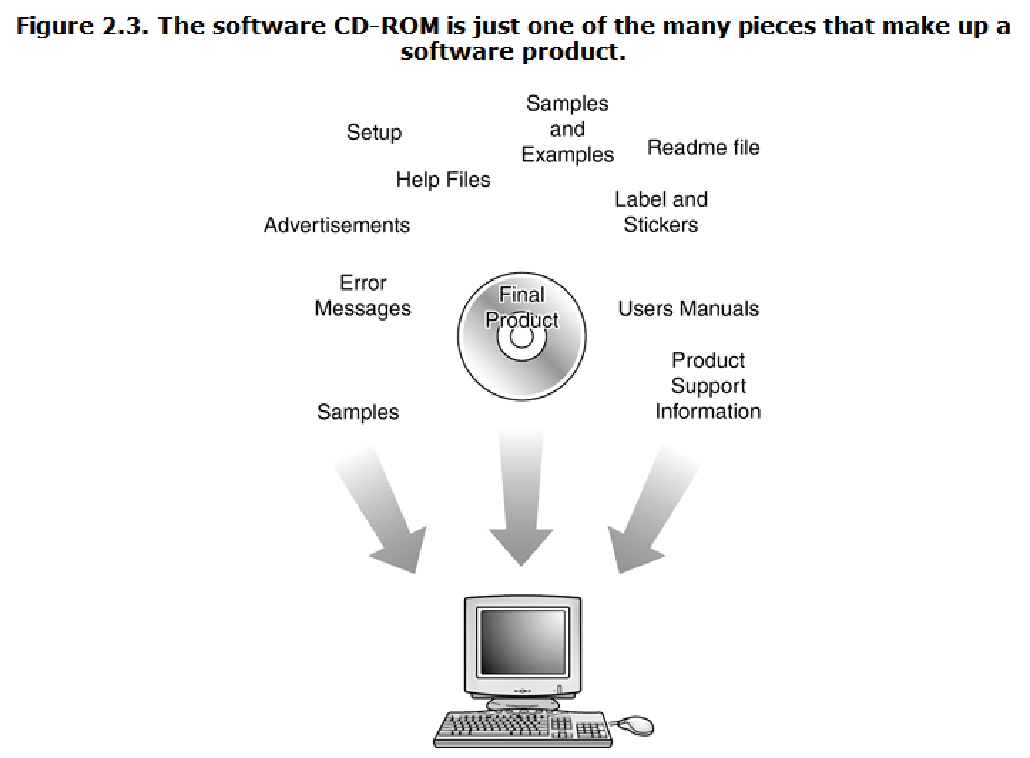 Figure 2.3. The software CD-ROM is just one of the many pieces that make up a
software product.
Setup
Samples
and
Examples
Readme file
Help Files
Label and
Stickers
Advertisements
Error
Messages
Final
Product
Users Manuals
Product
Support
Information
Samples